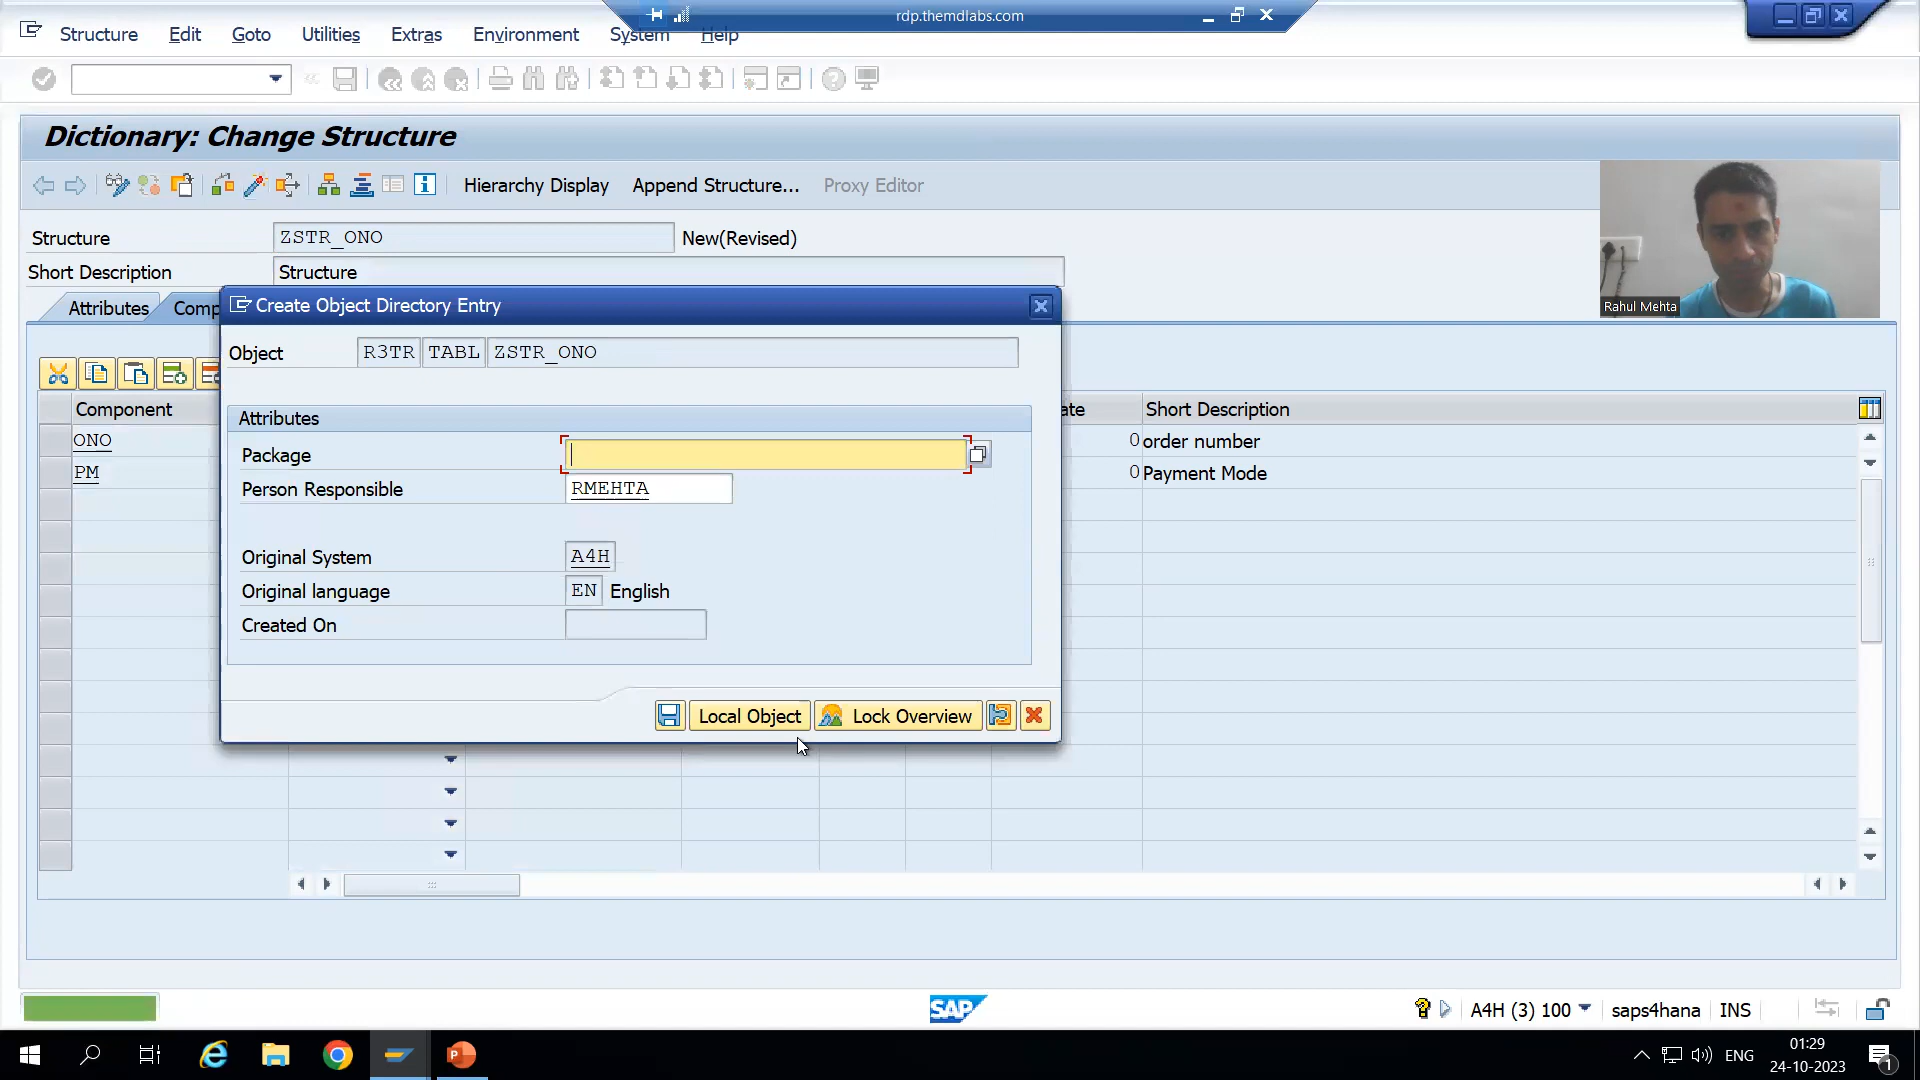 rdp.themdlabs.com
Structure Edit Goto Utilities Extras Environment System Help
Dictionary: Change Structure
Hierarchy Display Append Structure... Proxy Editor
Structure ZSTR_ONO New(Revised)
Short Description Structure
Rahul Mehta
Attributes Comp
Create Object Directory Entry
Object R3TR TABL ZSTR_ONO
Component ate Short Description
Attributes
ONO 0 order number
Package
PM 0 Payment Mode
Person Responsible RMEHTA
Original System A4H
Original language EN English
Created On
Local Object Lock Overview
SAP A4H (3) 100 saps4hana INS
ENG 01:29
24-10-2023 1